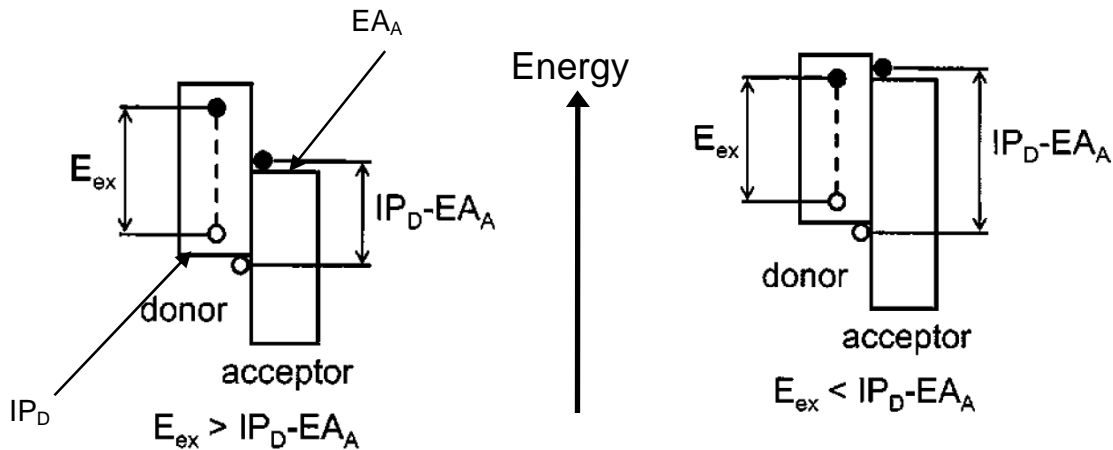 EA_A
Energy
E_ex
IP_D-EA_A
donor
acceptor
IP_D
E_ex > IP_D-EA_A
E_ex
IP_D-EA_A
donor
acceptor
E_ex < IP_D-EA_A